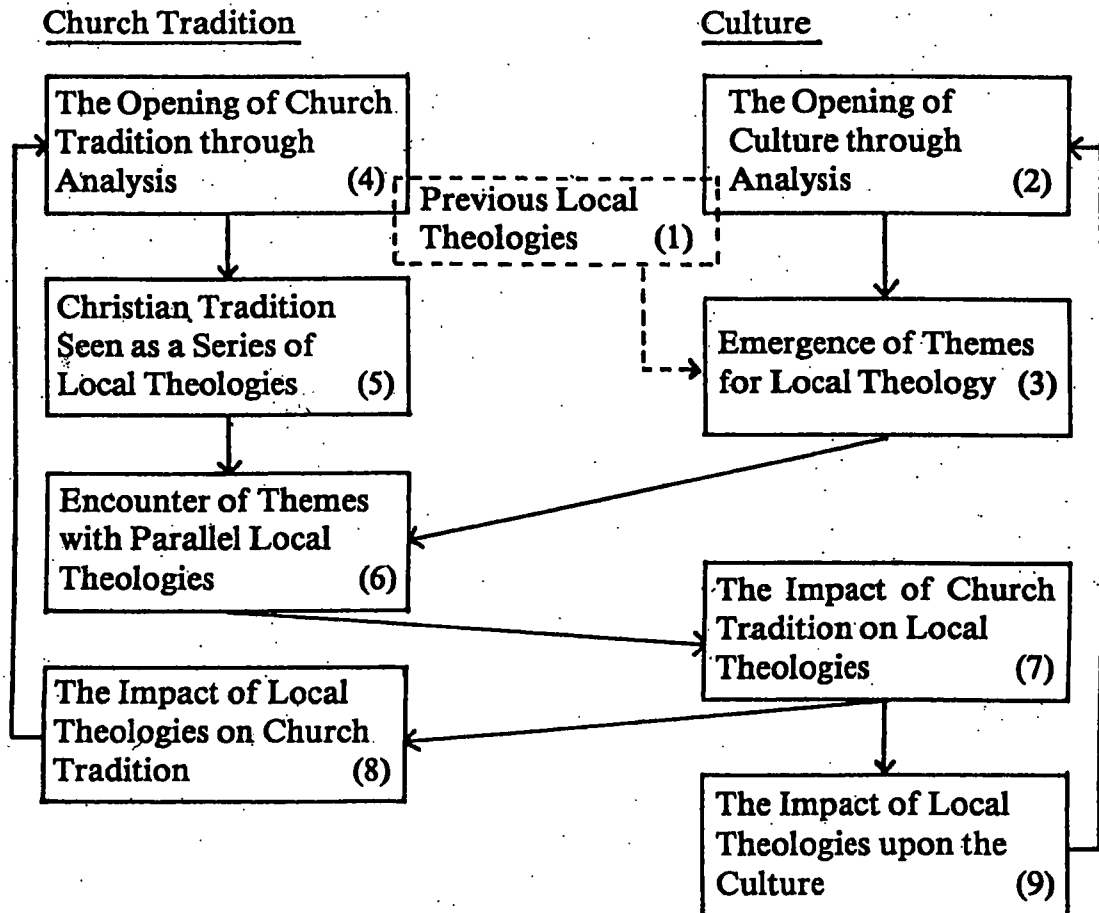 Church Tradition
Culture
The Opening of Church
Tradition through
Analysis (4)
The Opening of
Culture through
Analysis (2)
Previous Local
Theologies (1)
Christian Tradition
Seen as a Series of
Local Theologies (5)
Emergence of Themes
for Local Theology (3)
Encounter of Themes
with Parallel Local
Theologies (6)
The Impact of Church
Tradition on Local
Theologies (7)
The Impact of Local
Theologies on Church
Tradition (8)
The Impact of Local
Theologies upon the
Culture (9)